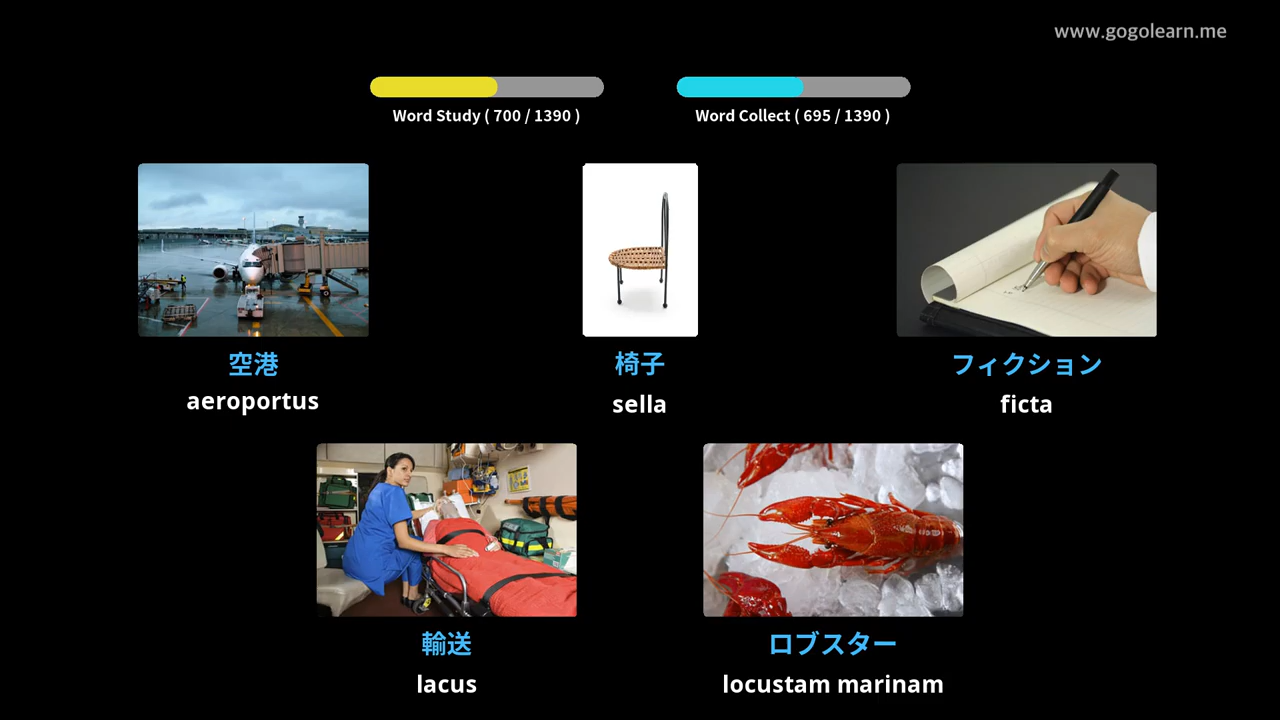 www.gogolearn.me
Word Study ( 700 / 1390 )
Word Collect ( 695 / 1390 )
空港
aeroportus
椅子
sella
フィクション
ficta
輸送
lacus
ロブスター
locustam marinam